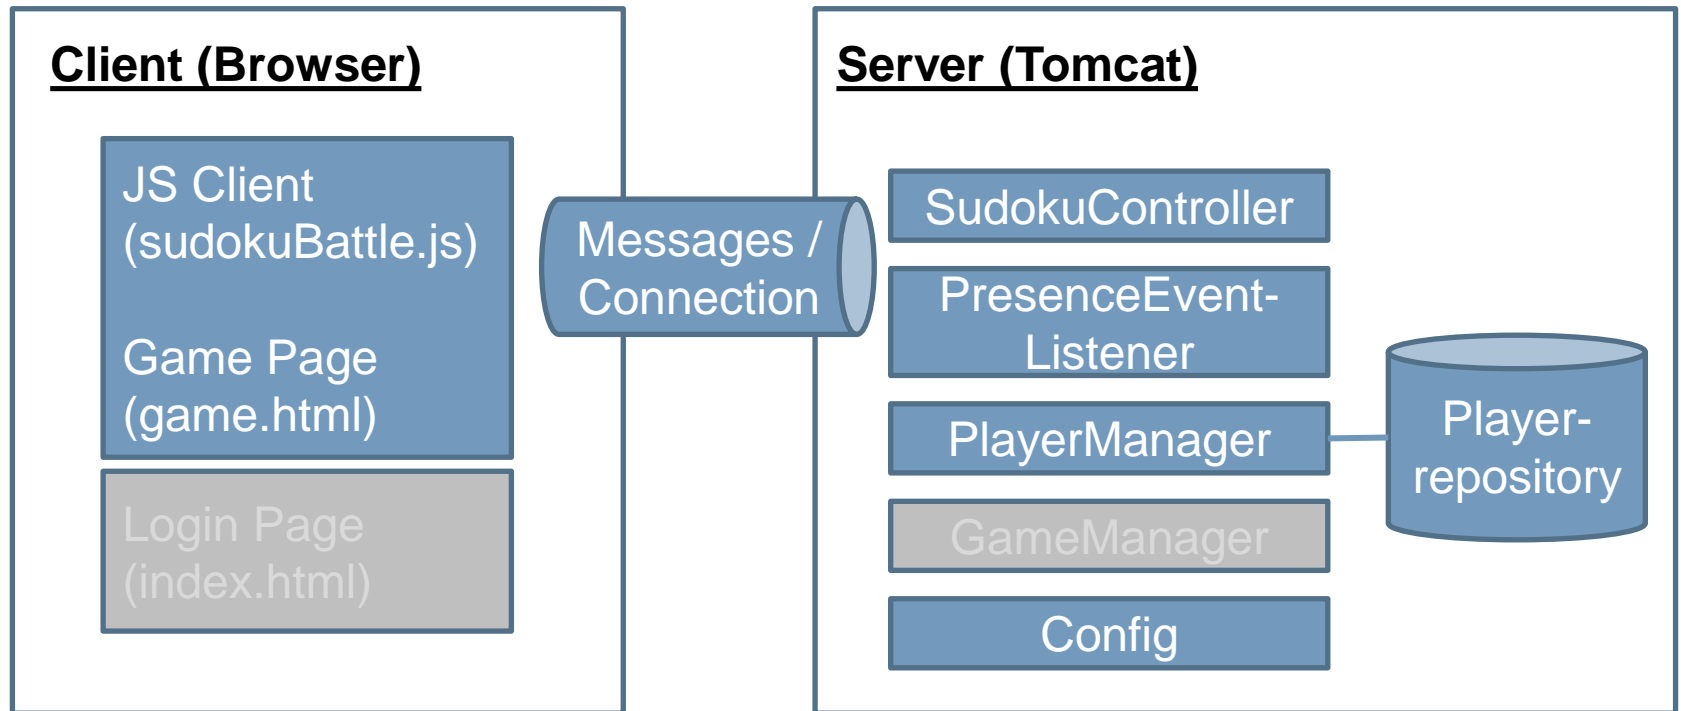 Client (Browser)
JS Client
(sudokuBattle.js)
Game Page
(game.html)
Login Page
(index.html)
Messages /
Connection
Server (Tomcat)
SudokuController
PresenceEvent-
Listener
PlayerManager
GameManager
Config
Player-
repository